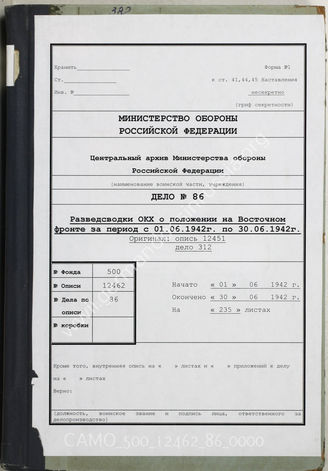 382
Хранить
Форма №1
Ст.
к ст. 41,44,45 Наставления
Инв. №
несекретно
(гриф секретности)
МИНИСТЕРСТВО ОБОРОНЫ
РОССИЙСКОЙ ФЕДЕРАЦИИ
Центральный архив Министерства обороны
Российской Федерации
(наименование воинской части, учреждения)
ДЕЛО № 86
Разведсводки ОКХ о положении на Восточном
фронте за период с 01.06.1942г. по 30.06.1942г.
Оригинал: опись 12451
дело 312
№ Фонда 500
№ Описи 12462
№ Дела по описи 86
№ коробки
Начато « 01 » 06 1942 г.
Окончено « 30 » 06 1942 г.
На « 235 » листах
Кроме того, внутренняя опись на « » листах и « » приложений к делу
на « » листах
Верно:
(должность, воинское звание и подпись лица, ответственного за
делопроизводство)
CAMO_500_12462_86_0000